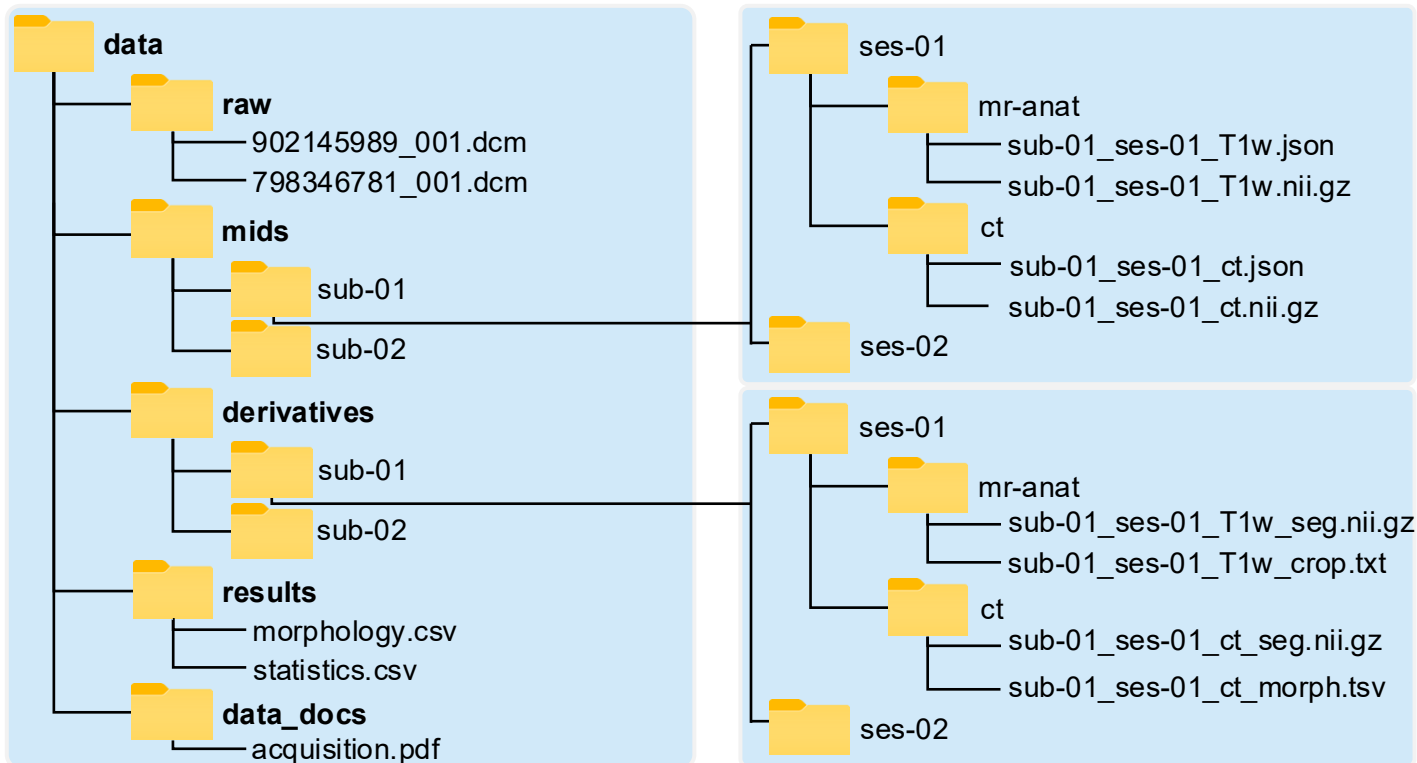 data
raw
902145989_001.dcm
798346781_001.dcm
mids
sub-01
sub-02
derivatives
sub-01
sub-02
results
morphology.csv
statistics.csv
data_docs
acquisition.pdf
ses-01
mr-anat
sub-01_ses-01_T1w.json
sub-01_ses-01_T1w.nii.gz
ct
sub-01_ses-01_ct.json
sub-01_ses-01_ct.nii.gz
ses-02
ses-01
mr-anat
sub-01_ses-01_T1w_seg.nii.gz
sub-01_ses-01_T1w_crop.txt
ct
sub-01_ses-01_ct_seg.nii.gz
sub-01_ses-01_ct_morph.tsv
ses-02